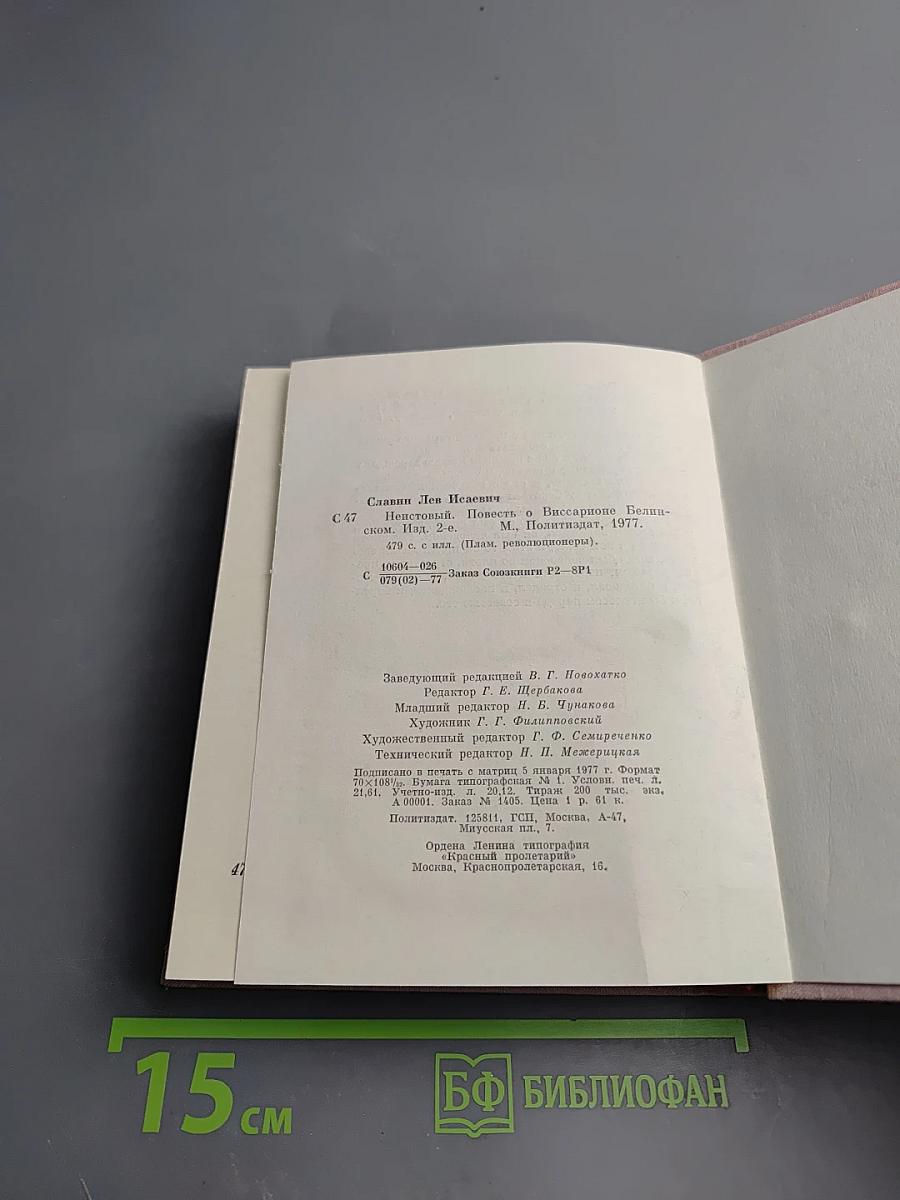 Славин Лев Исаевич
С47 Неистовый. Повесть о Виссарионе Белин-
ском. Изд. 2-е. М., Политиздат, 1977.
479 с. с илл. (Плам. революционеры).
С 10604—026
079(02)—77 Заказ Союзкниги Р2—8Р1
Заведующий редакцией В. Г. Новохатко
Редактор Г. Е. Щербакова
Младший редактор Н. Б. Чунакова
Художник Г. Г. Филипповский
Художественный редактор Г. Ф. Семиреченко
Технический редактор Н. П. Межерицкая
Подписано в печать с матриц 5 января 1977 г. Формат
70×108¹/₃₂. Бумага типографская № 1. Условн. печ. л.
21,61. Учетно-изд. л. 20,12. Тираж 200 тыс. экз.
А 00001. Заказ № 1405. Цена 1 р. 61 к.
Политиздат. 125811, ГСП, Москва, А-47,
Миусская пл., 7.
Ордена Ленина типография
«Красный пролетарий»
Москва, Краснопролетарская, 16.
47
15 см
БФ БИБЛИОФАН